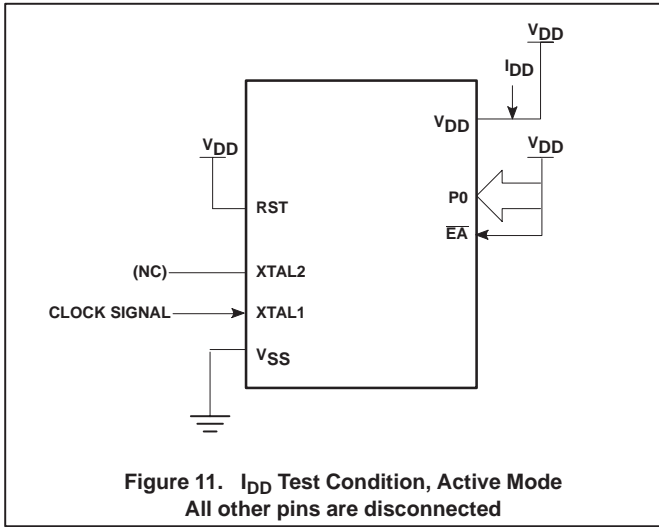 VDD
IDD
VDD
VDD
VDD
P0
RST
EA
(NC)
XTAL2
CLOCK SIGNAL
XTAL1
VSS
Figure 11. IDD Test Condition, Active Mode
All other pins are disconnected